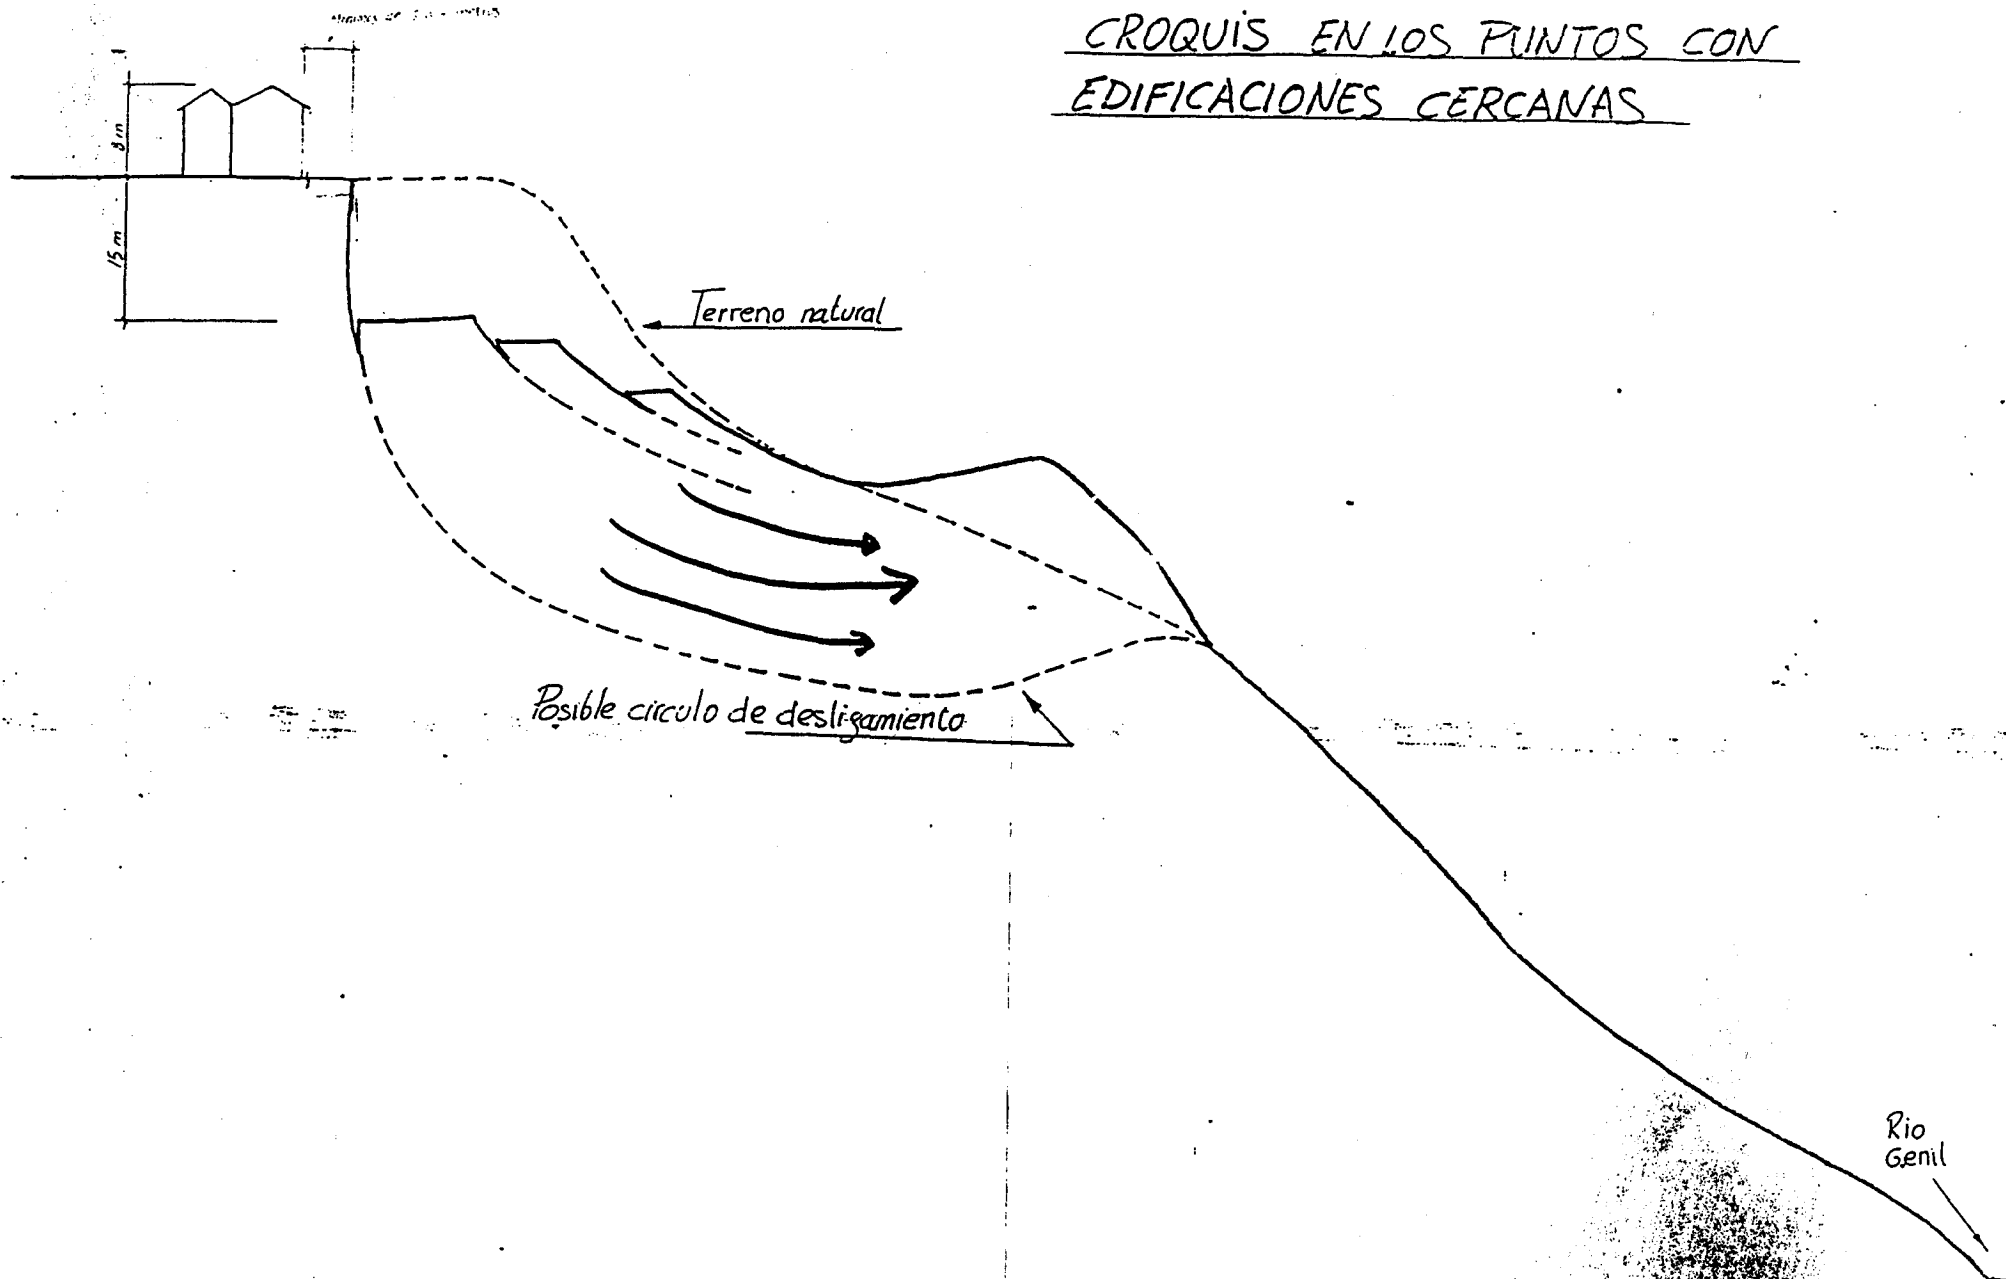 CROQUIS EN LOS PUNTOS CON
EDIFICACIONES CERCANAS
8 m
15 m
Terreno natural
Posible circulo de desligamiento
Rio
Genil